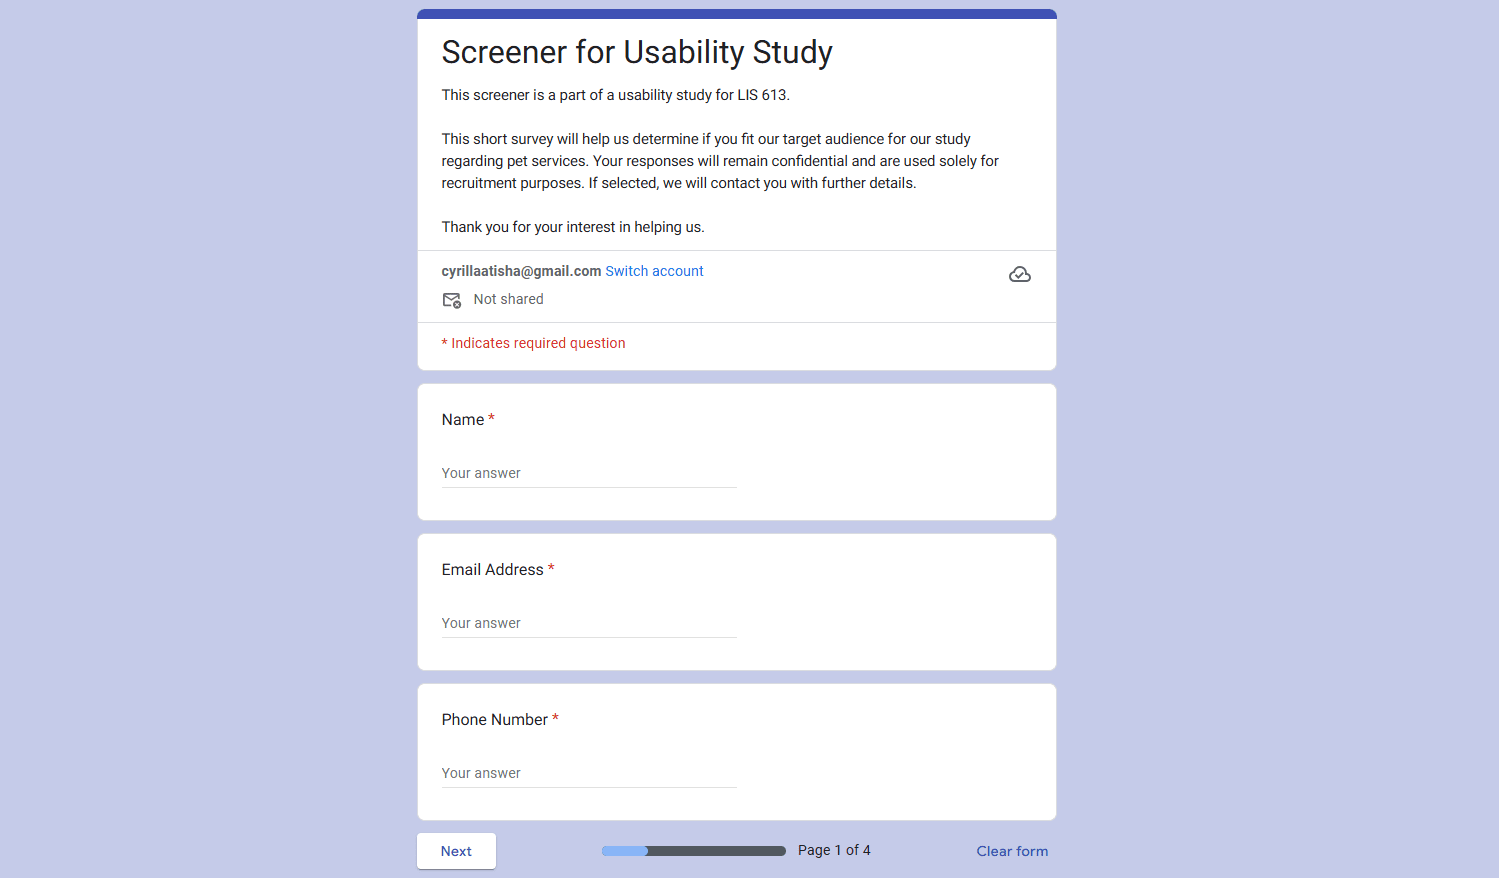 Screener for Usability Study
This screener is a part of a usability study for LIS 613.
This short survey will help us determine if you fit our target audience for our study
regarding pet services. Your responses will remain confidential and are used solely for
recruitment purposes. If selected, we will contact you with further details.
Thank you for your interest in helping us.
cyrillaatisha@gmail.com Switch account
Not shared
* Indicates required question
Name *
Your answer
Email Address *
Your answer
Phone Number *
Your answer
Next
Page 1 of 4
Clear form